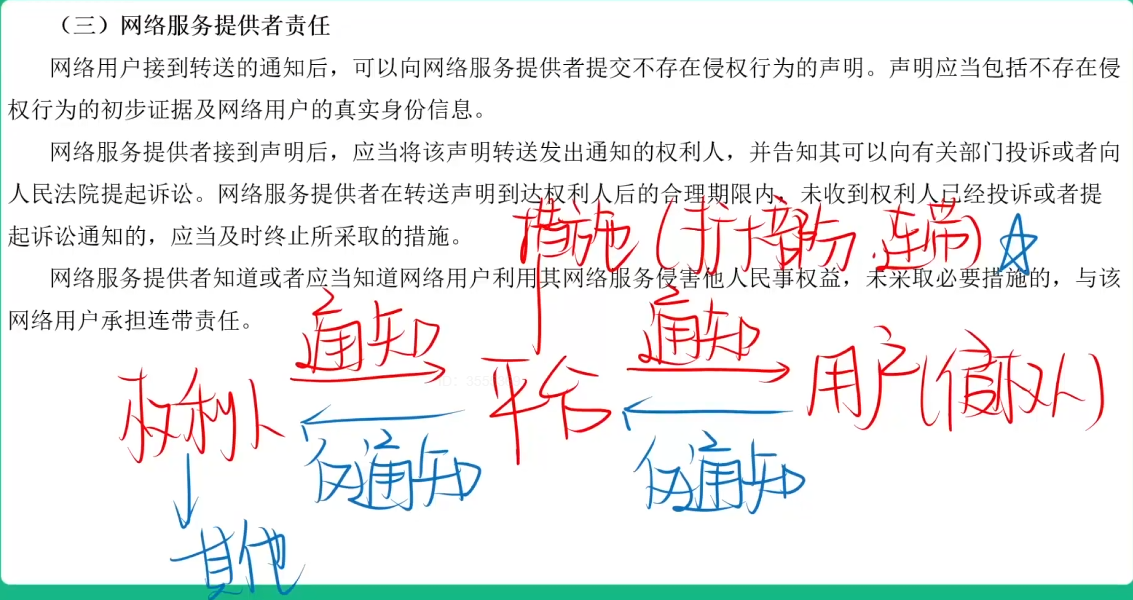 （三）网络服务提供者责任
网络用户接到转送的通知后，可以向网络服务提供者提交不存在侵权行为的声明。声明应当包括不存在侵
权行为的初步证据及网络用户的真实身份信息。
网络服务提供者接到声明后，应当将该声明转送发出通知的权利人，并告知其可以向有关部门投诉或者向
人民法院提起诉讼。网络服务提供者在转送声明到达权利人后的合理期限内，未收到权利人已经投诉或者提
起诉讼通知的，应当及时终止所采取的措施。
措施（扩大部分.连带）
网络服务提供者知道或者应当知道网络用户利用其网络服务侵害他人民事权益，未采取必要措施的，与该
网络用户承担连带责任。
通知 通知
权利人 平台 用户（侵权人）
反通知 反通知
其他